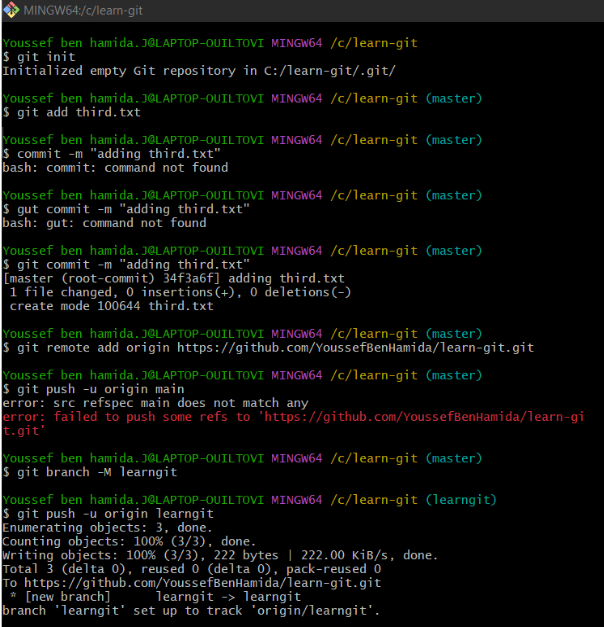 MINGW64:/c/learn-git
Youssef ben hamida.J@LAPTOP-OUILTOVI MINGW64 /c/learn-git
$ git init
Initialized empty Git repository in C:/learn-git/.git/
Youssef ben hamida.J@LAPTOP-OUILTOVI MINGW64 /c/learn-git (master)
$ git add third.txt
Youssef ben hamida.J@LAPTOP-OUILTOVI MINGW64 /c/learn-git (master)
$ commit -m "adding third.txt"
bash: commit: command not found
Youssef ben hamida.J@LAPTOP-OUILTOVI MINGW64 /c/learn-git (master)
$ gut commit -m "adding third.txt"
bash: gut: command not found
Youssef ben hamida.J@LAPTOP-OUILTOVI MINGW64 /c/learn-git (master)
$ git commit -m "adding third.txt"
[master (root-commit) 34f3a6f] adding third.txt
1 file changed, 0 insertions(+), 0 deletions(-)
create mode 100644 third.txt
Youssef ben hamida.J@LAPTOP-OUILTOVI MINGW64 /c/learn-git (master)
$ git remote add origin https://github.com/YoussefBenHamida/learn-git.git
Youssef ben hamida.J@LAPTOP-OUILTOVI MINGW64 /c/learn-git (master)
$ git push -u origin main
error: src refspec main does not match any
error: failed to push some refs to 'https://github.com/YoussefBenHamida/learn-gi
t.git'
Youssef ben hamida.J@LAPTOP-OUILTOVI MINGW64 /c/learn-git (master)
$ git branch -M learngit
Youssef ben hamida.J@LAPTOP-OUILTOVI MINGW64 /c/learn-git (learngit)
$ git push -u origin learngit
Enumerating objects: 3, done.
Counting objects: 100% (3/3), done.
Writing objects: 100% (3/3), 222 bytes | 222.00 KiB/s, done.
Total 3 (delta 0), reused 0 (delta 0), pack-reused 0
To https://github.com/YoussefBenHamida/learn-git.git
* [new branch] learngit -> learngit
branch 'learngit' set up to track 'origin/learngit'.